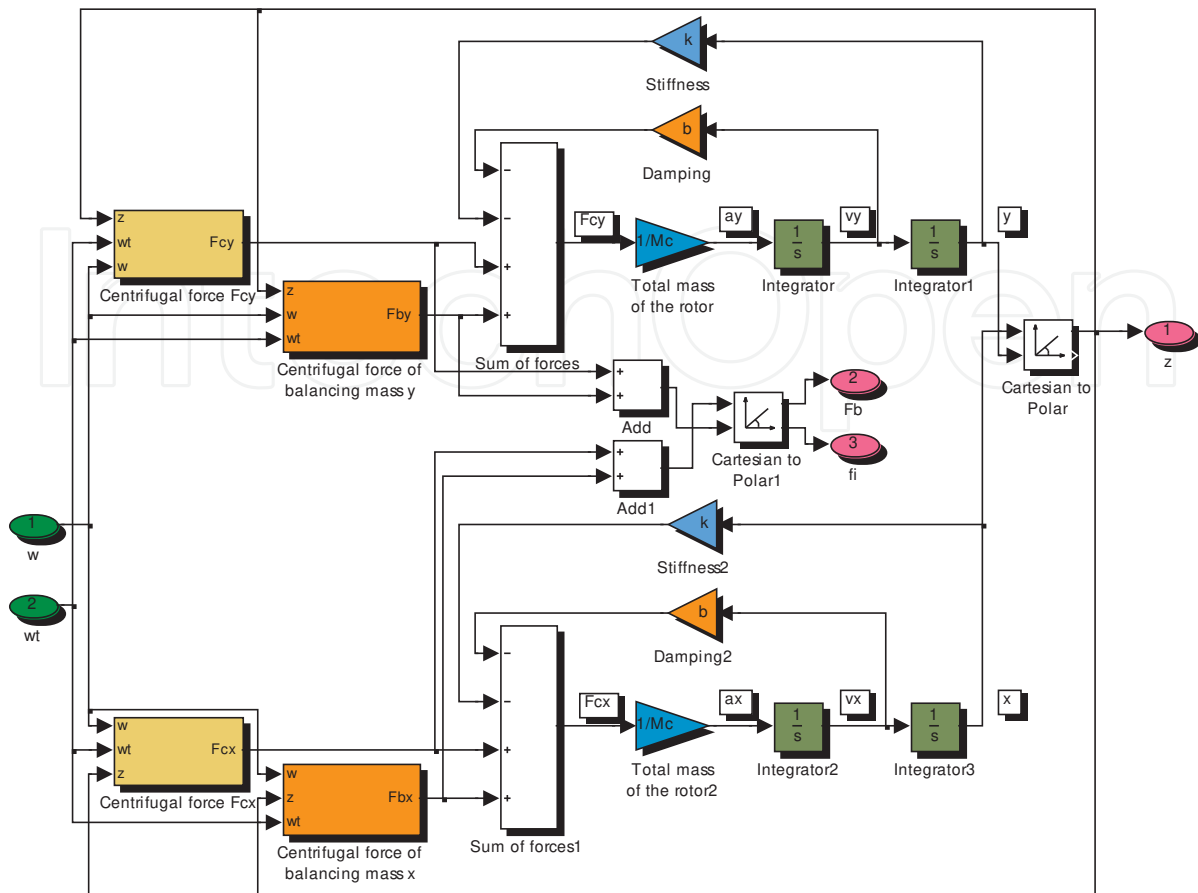 k
Stiffness
b
Damping
z
wt
w
Fcy
Centrifugal force Fcy
z
w
wt
Fby
Centrifugal force of
balancing mass y
−
−
+
+
Sum of forces
Fcy
1/Mc
Total mass
of the rotor
ay
1
s
Integrator
vy
1
s
Integrator1
y
Cartesian to
Polar
1
z
+
+
Add
+
+
Add1
Cartesian to
Polar1
2
Fb
3
fi
IntechOpen
1
w
2
wt
k
Stiffness2
b
Damping2
w
wt
z
Fcx
Centrifugal force Fcx
w
z
wt
Fbx
Centrifugal force of
balancing mass x
−
−
+
+
Sum of forces1
Fcx
1/Mc
Total mass
of the rotor2
ax
1
s
Integrator2
vx
1
s
Integrator3
x